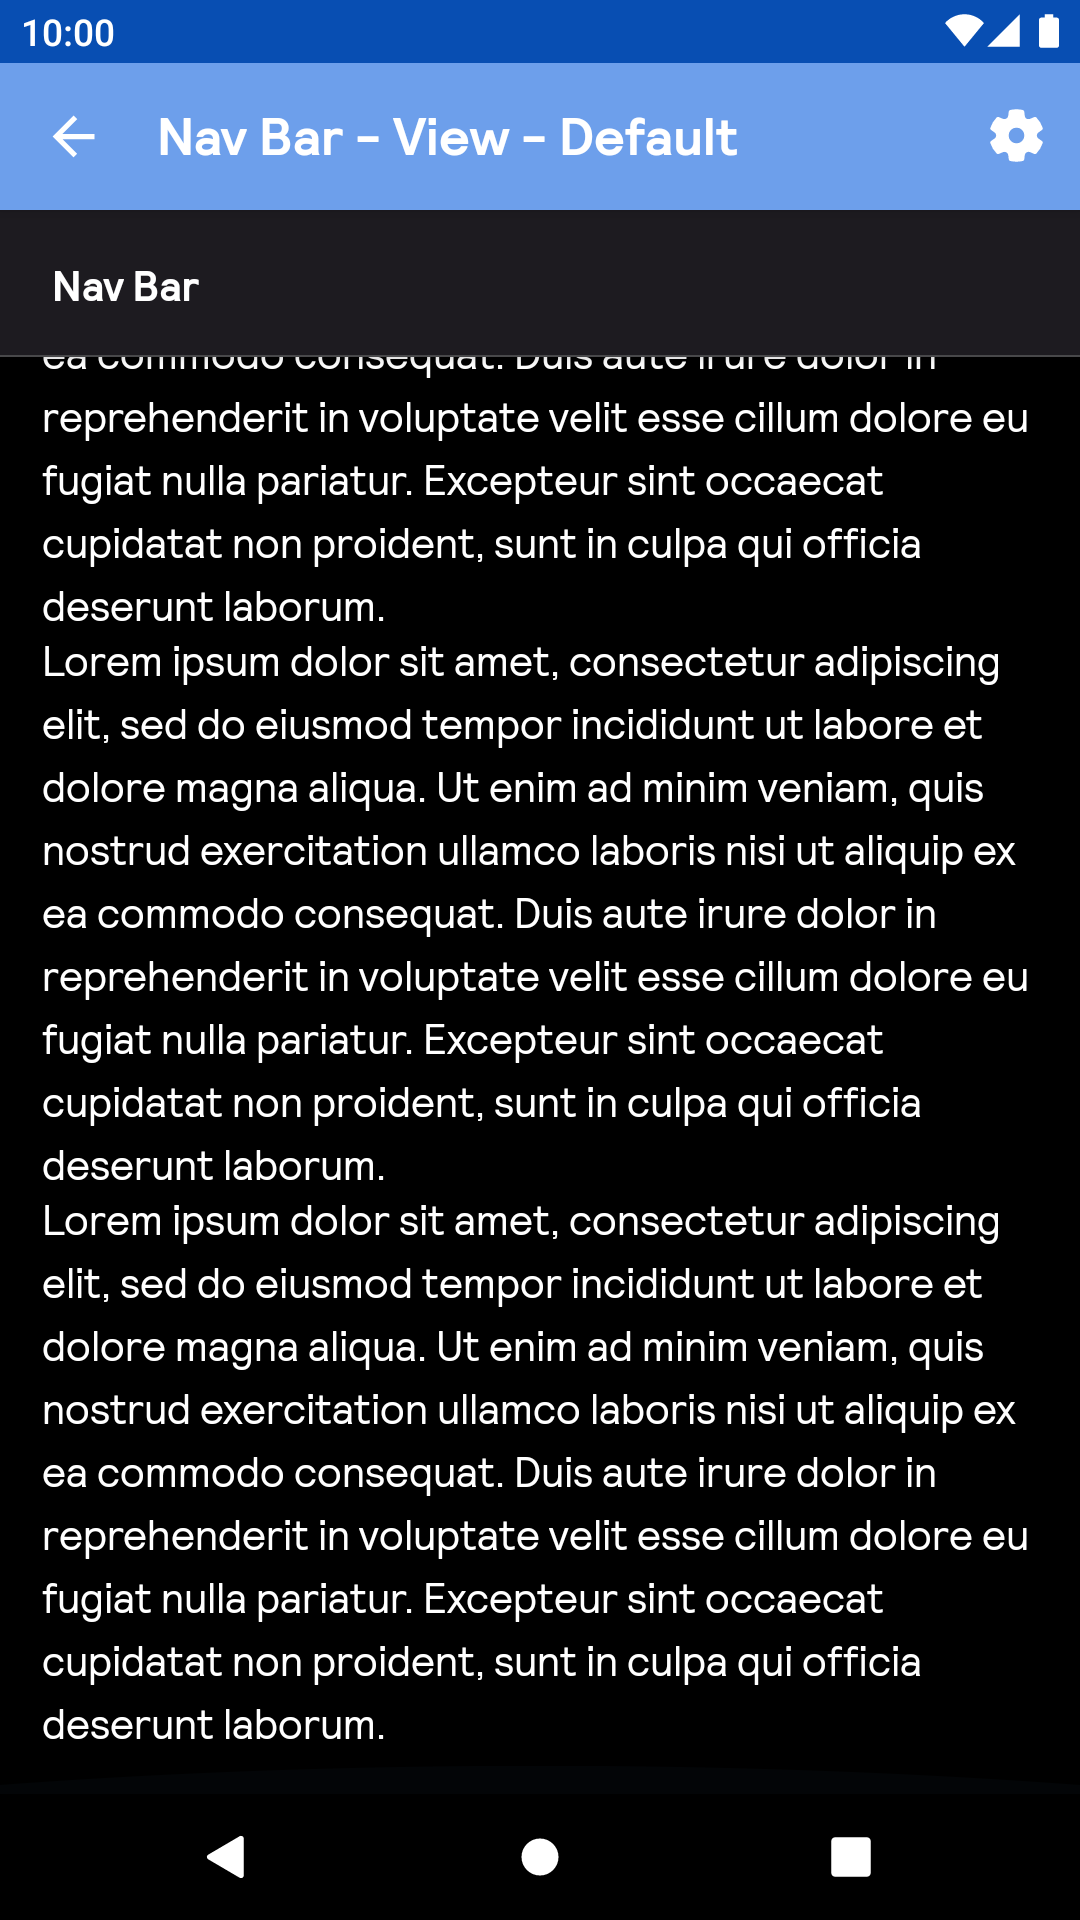 10:00
Nav Bar - View - Default
Nav Bar
ea commodo consequat. Duis aute irure dolor in
reprehenderit in voluptate velit esse cillum dolore eu
fugiat nulla pariatur. Excepteur sint occaecat
cupidatat non proident, sunt in culpa qui officia
deserunt laborum.
Lorem ipsum dolor sit amet, consectetur adipiscing
elit, sed do eiusmod tempor incididunt ut labore et
dolore magna aliqua. Ut enim ad minim veniam, quis
nostrud exercitation ullamco laboris nisi ut aliquip ex
ea commodo consequat. Duis aute irure dolor in
reprehenderit in voluptate velit esse cillum dolore eu
fugiat nulla pariatur. Excepteur sint occaecat
cupidatat non proident, sunt in culpa qui officia
deserunt laborum.
Lorem ipsum dolor sit amet, consectetur adipiscing
elit, sed do eiusmod tempor incididunt ut labore et
dolore magna aliqua. Ut enim ad minim veniam, quis
nostrud exercitation ullamco laboris nisi ut aliquip ex
ea commodo consequat. Duis aute irure dolor in
reprehenderit in voluptate velit esse cillum dolore eu
fugiat nulla pariatur. Excepteur sint occaecat
cupidatat non proident, sunt in culpa qui officia
deserunt laborum.